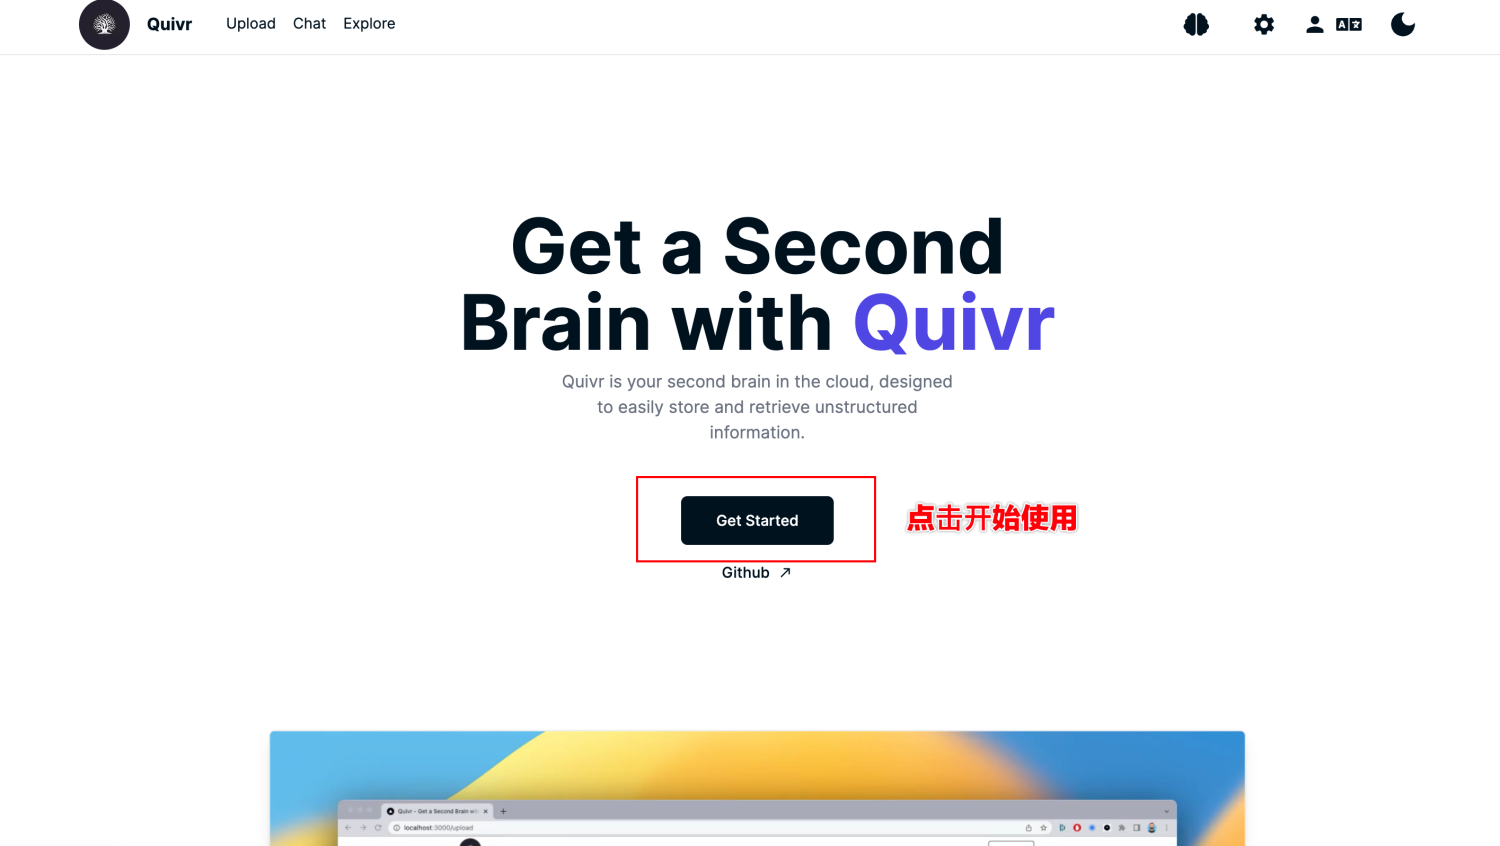 Quivr
Upload
Chat
Explore
Get a Second
Brain with Quivr
Quivr is your second brain in the cloud, designed
to easily store and retrieve unstructured
information.
Get Started
点击开始使用
Github
Quivr - Get a Second Brain wit
localhost:3000/upload